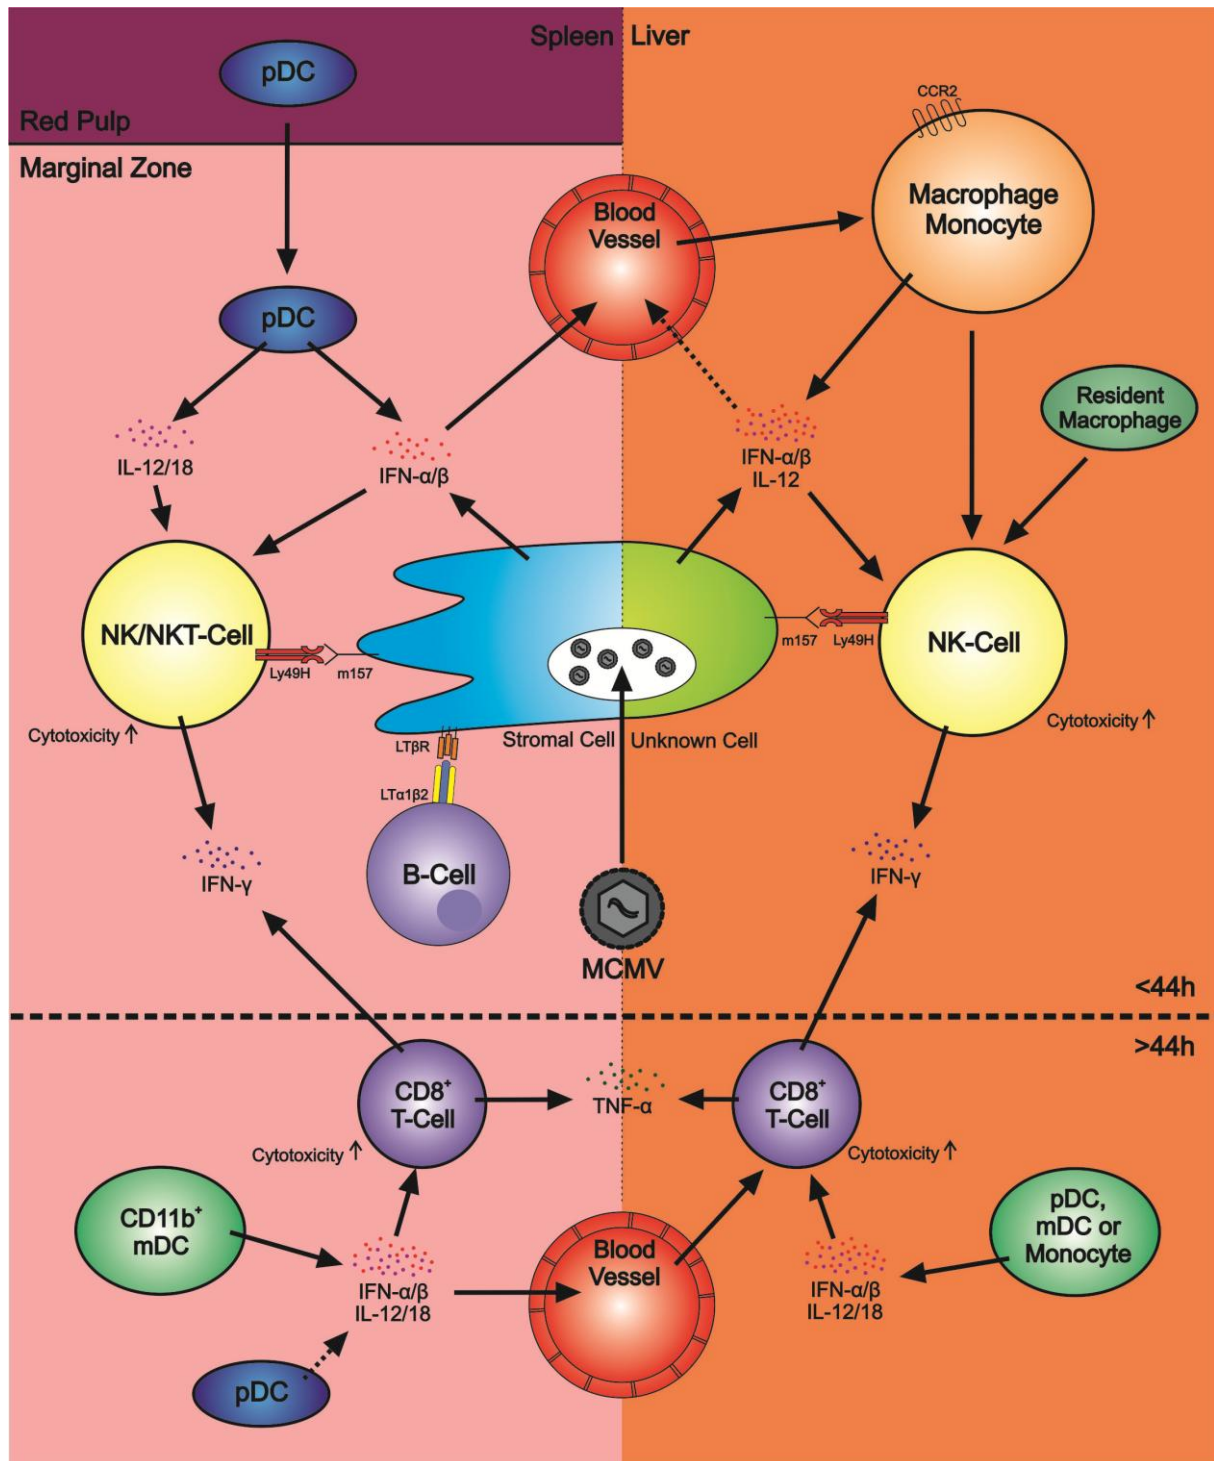 Spleen
Liver
pDC
Red Pulp
Marginal Zone
CCR2
Macrophage
Monocyte
Blood
Vessel
pDC
Resident
Macrophage
IL-12/18
IFN-α/β
IFN-α/β
IL-12
NK/NKT-Cell
Ly49H
m157
m157
Ly49H
NK-Cell
Cytotoxicity ↑
Stromal Cell
Unknown Cell
Cytotoxicity ↑
LTβR
LTα1β2
B-Cell
IFN-γ
IFN-γ
MCMV
<44h
>44h
CD8⁺
T-Cell
TNF-α
CD8⁺
T-Cell
Cytotoxicity ↑
Cytotoxicity ↑
CD11b⁺
mDC
pDC,
mDC or
Monocyte
Blood
Vessel
IFN-α/β
IL-12/18
IFN-α/β
IL-12/18
pDC